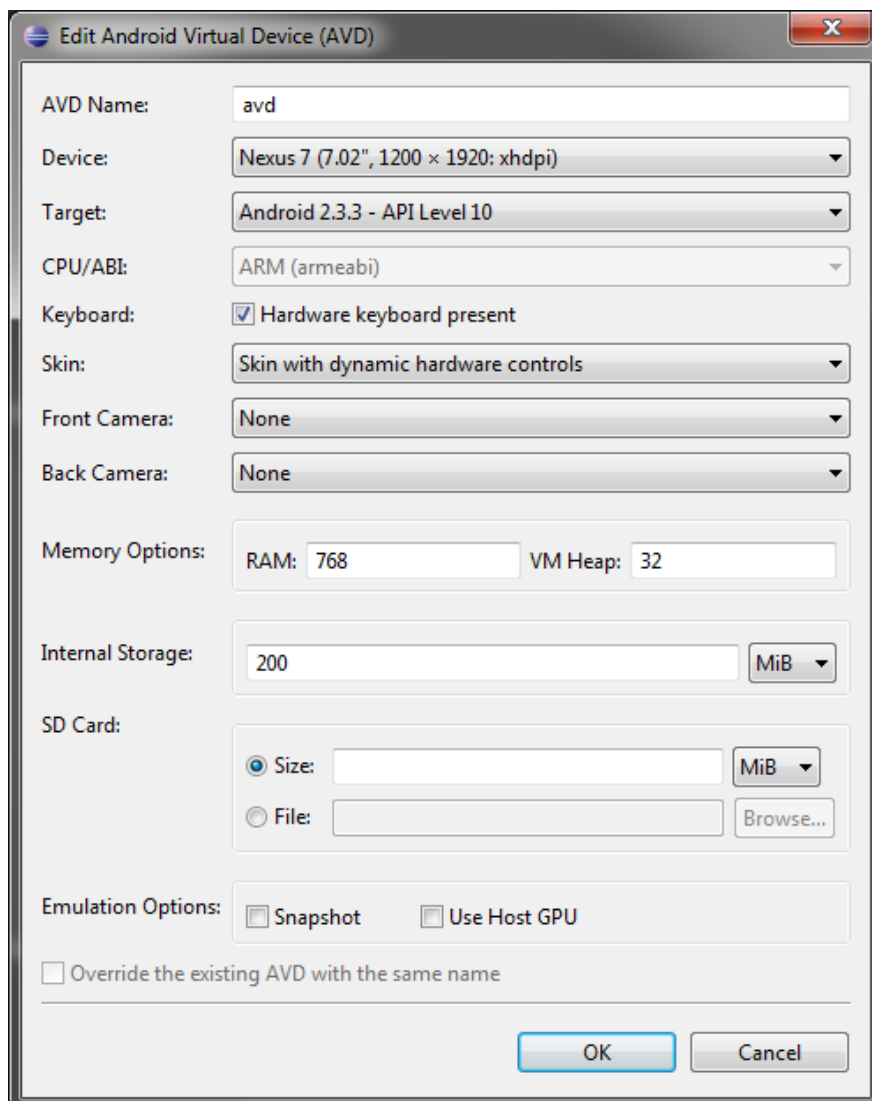 Edit Android Virtual Device (AVD)
AVD Name: avd
Device: Nexus 7 (7.02", 1200 × 1920: xhdpi)
Target: Android 2.3.3 - API Level 10
CPU/ABI: ARM (armeabi)
Keyboard: Hardware keyboard present
Skin: Skin with dynamic hardware controls
Front Camera: None
Back Camera: None
Memory Options: RAM: 768 VM Heap: 32
Internal Storage: 200 MiB
SD Card:
Size: MiB
File: Browse...
Emulation Options: Snapshot Use Host GPU
Override the existing AVD with the same name
OK Cancel